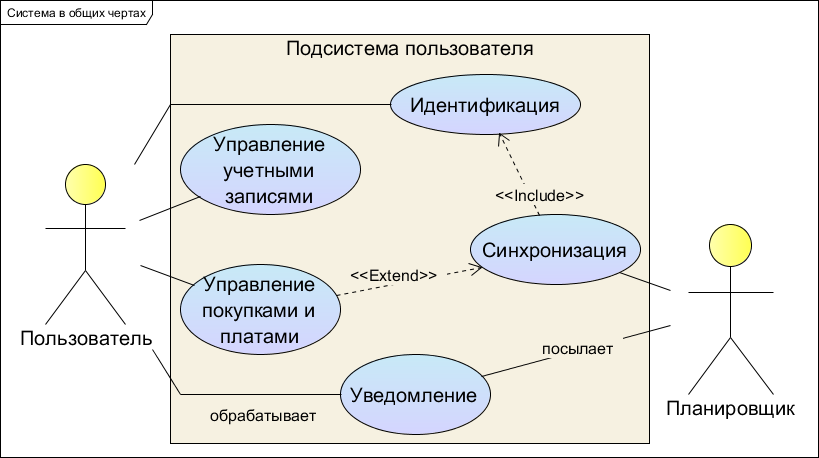 Система в общих чертах
Подсистема пользователя
Идентификация
Управление
учетными
записями
<<Include>>
Синхронизация
<<Extend>>
Управление
покупками и
платами
Пользователь
посылает
Уведомление
обрабатывает
Планировщик